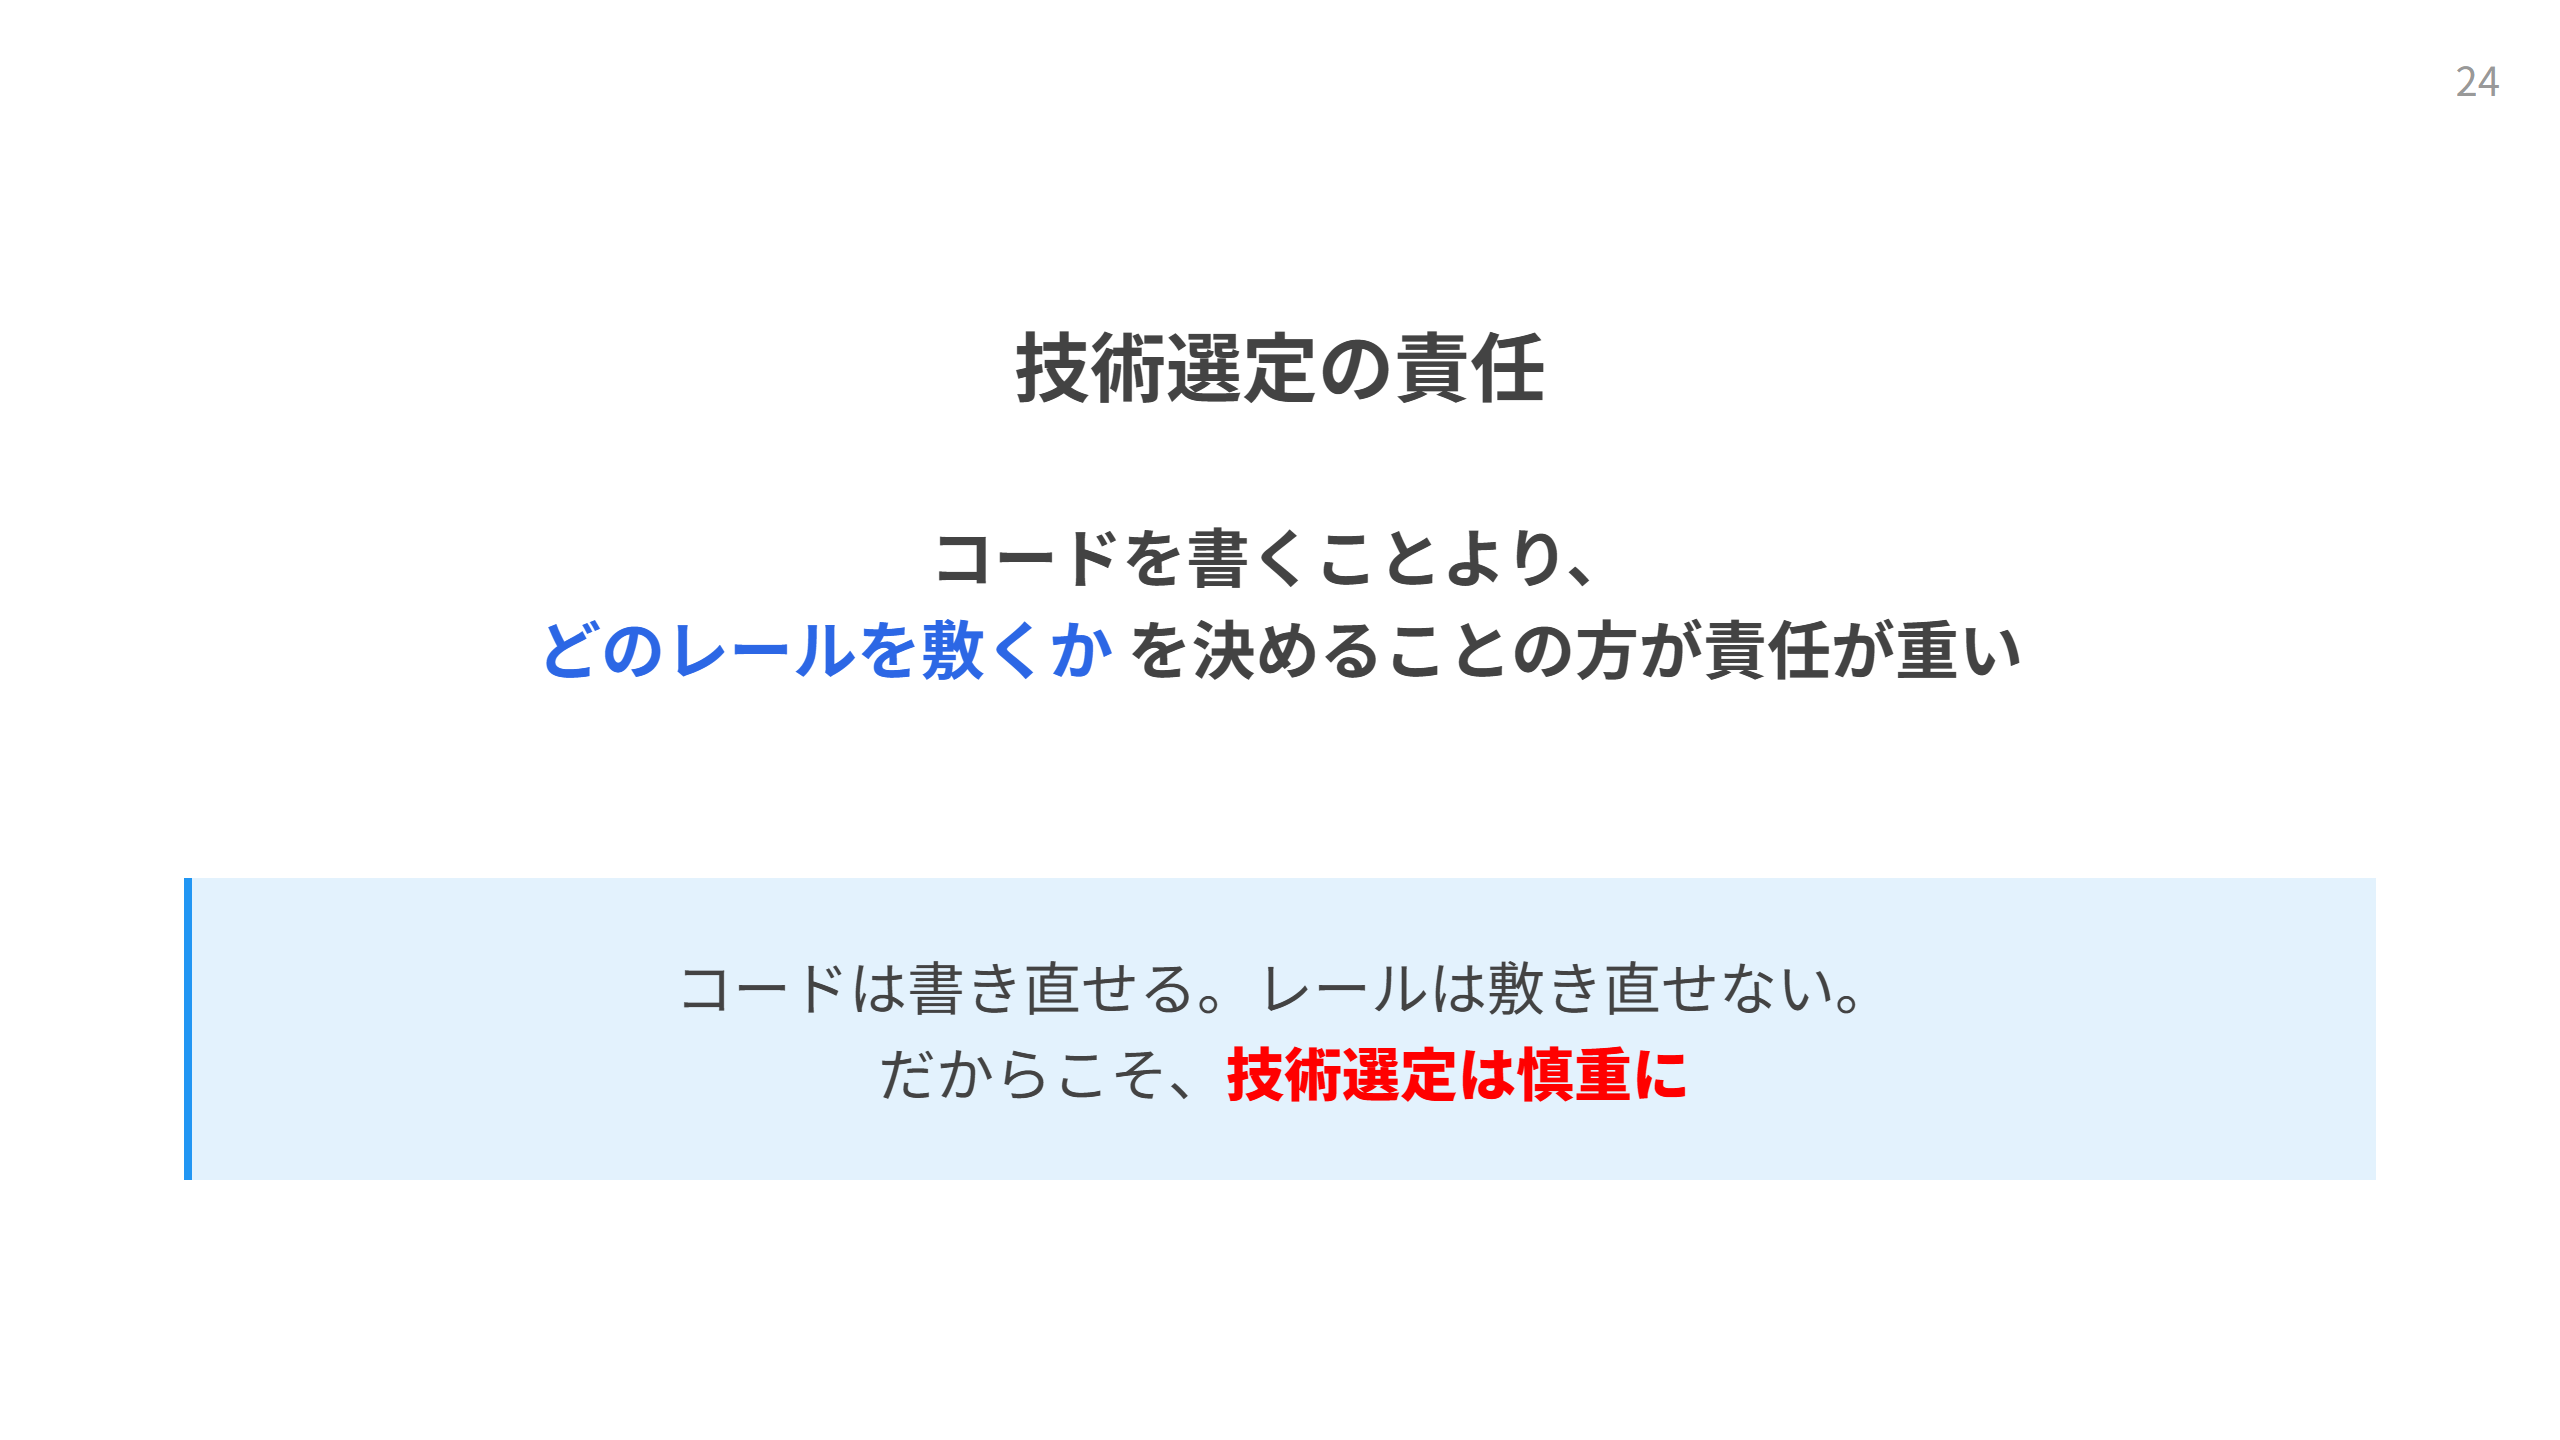 24
技術選定の責任
コードを書くことより、
どのレールを敷くか を決めることの方が責任が重い
コードは書き直せる。レールは敷き直せない。
だからこそ、技術選定は慎重に